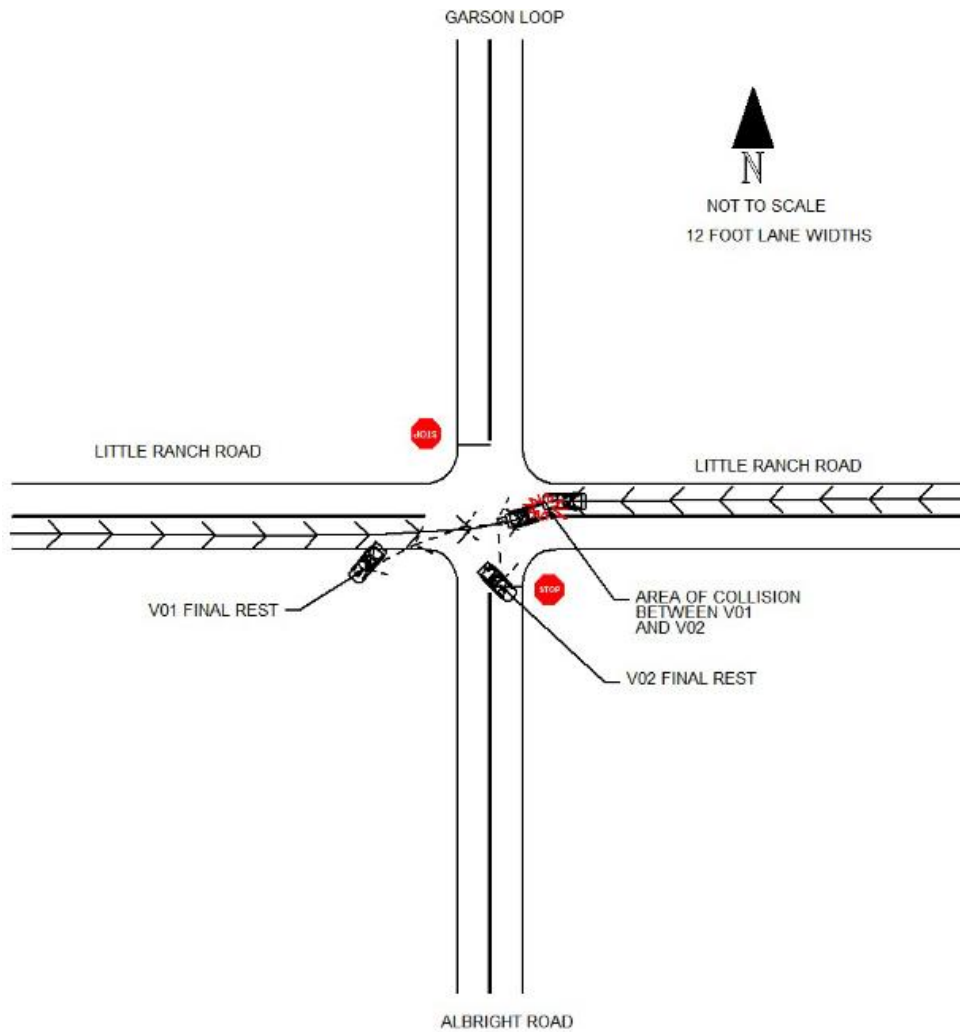 GARSON LOOP
N
NOT TO SCALE
12 FOOT LANE WIDTHS
STOP
LITTLE RANCH ROAD
LITTLE RANCH ROAD
STOP
V01 FINAL REST
AREA OF COLLISION
BETWEEN V01
AND V02
V02 FINAL REST
ALBRIGHT ROAD